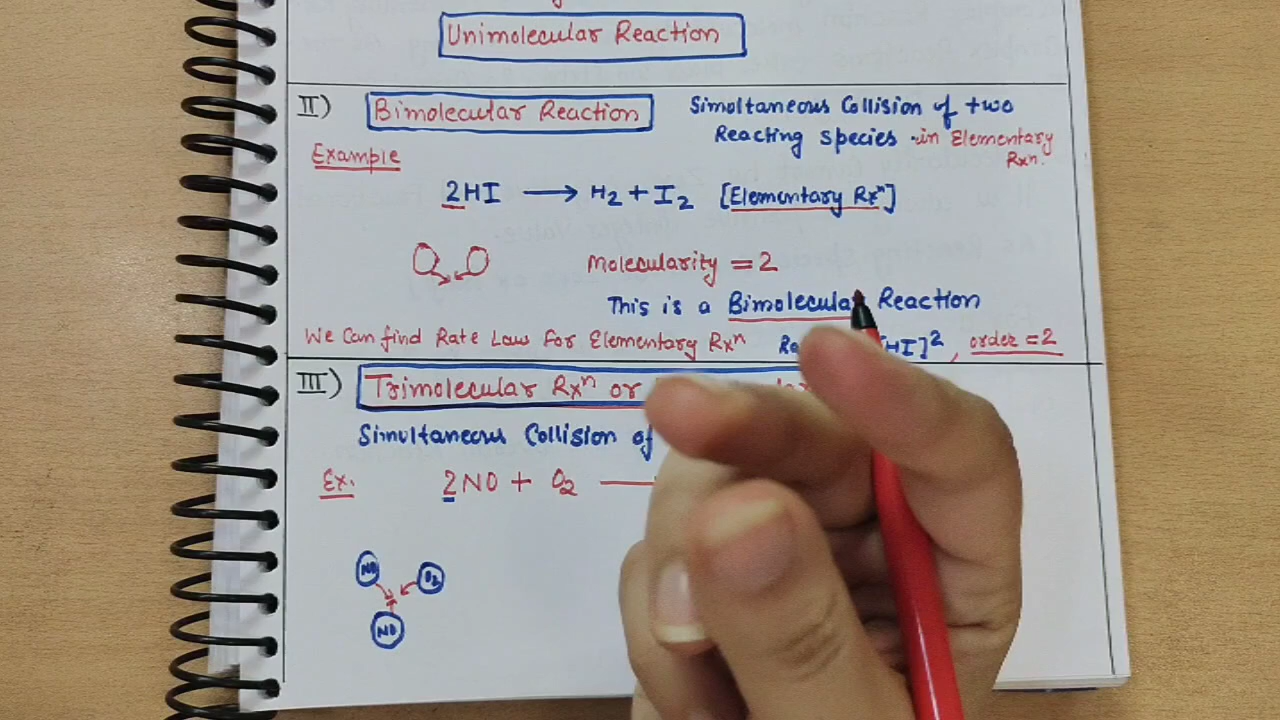 Unimolecular Reaction
II) Bimolecular Reaction
Simultaneous Collision of two
Reacting Species in Elementary
Rxn.
Example
2HI ⟶ H₂ + I₂ [Elementary Rxⁿ]
Molecularity = 2
This is a Bimolecular Reaction
We Can find Rate Law For Elementary Rxⁿ
[HI]², order = 2
III) Trimolecular Rxⁿ or
Simultaneous Collision of
Ex. 2NO + O₂
NO O₂
NO